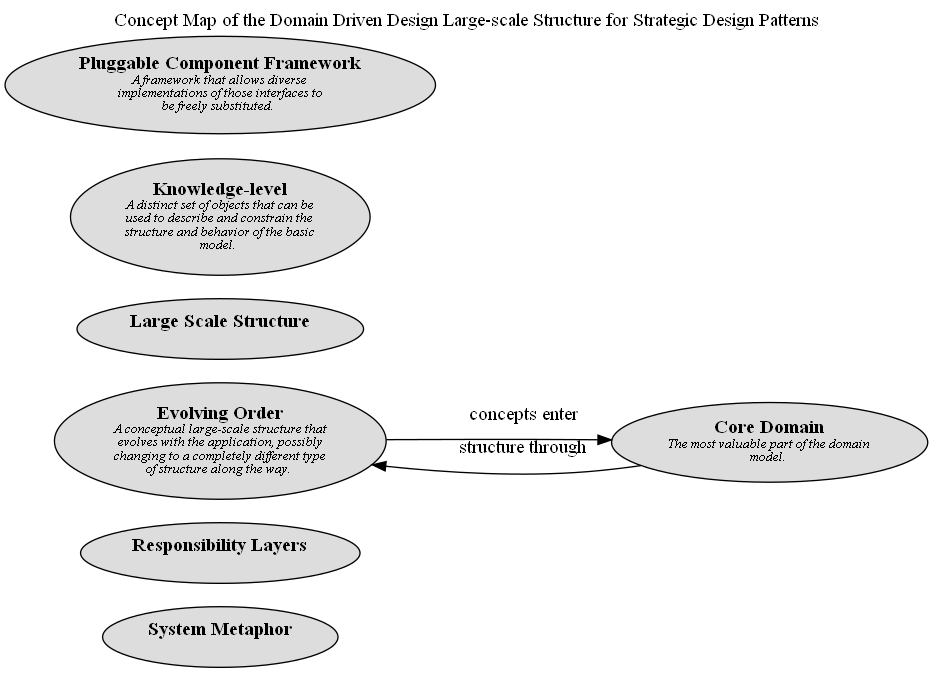 Concept Map of the Domain Driven Design Large-scale Structure for Strategic Design Patterns
Pluggable Component Framework
A framework that allows diverse
implementations of those interfaces to
be freely substituted.
Knowledge-level
A distinct set of objects that can be
used to describe and constrain the
structure and behavior of the basic
model.
Large Scale Structure
Evolving Order
A conceptual large-scale structure that
evolves with the application, possibly
changing to a completely different type
of structure along the way.
concepts enter
structure through
Core Domain
The most valuable part of the domain
model.
Responsibility Layers
System Metaphor